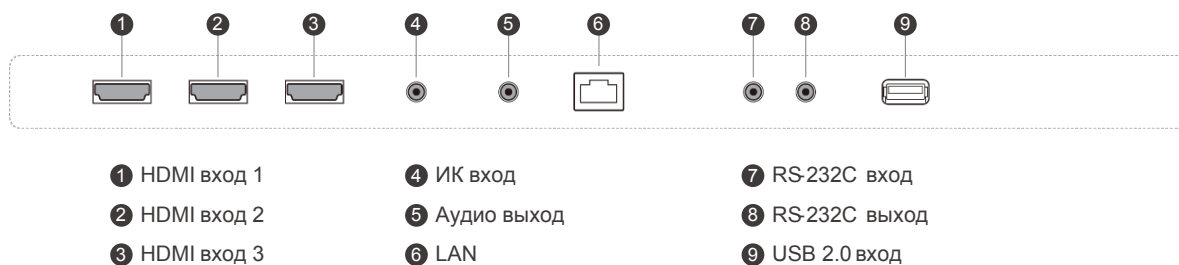 1 2 3 4 5 6 7 8 9
1 HDMI вход 1
2 HDMI вход 2
3 HDMI вход 3
4 ИК вход
5 Аудио выход
6 LAN
7 RS-232C вход
8 RS-232C выход
9 USB 2.0 вход